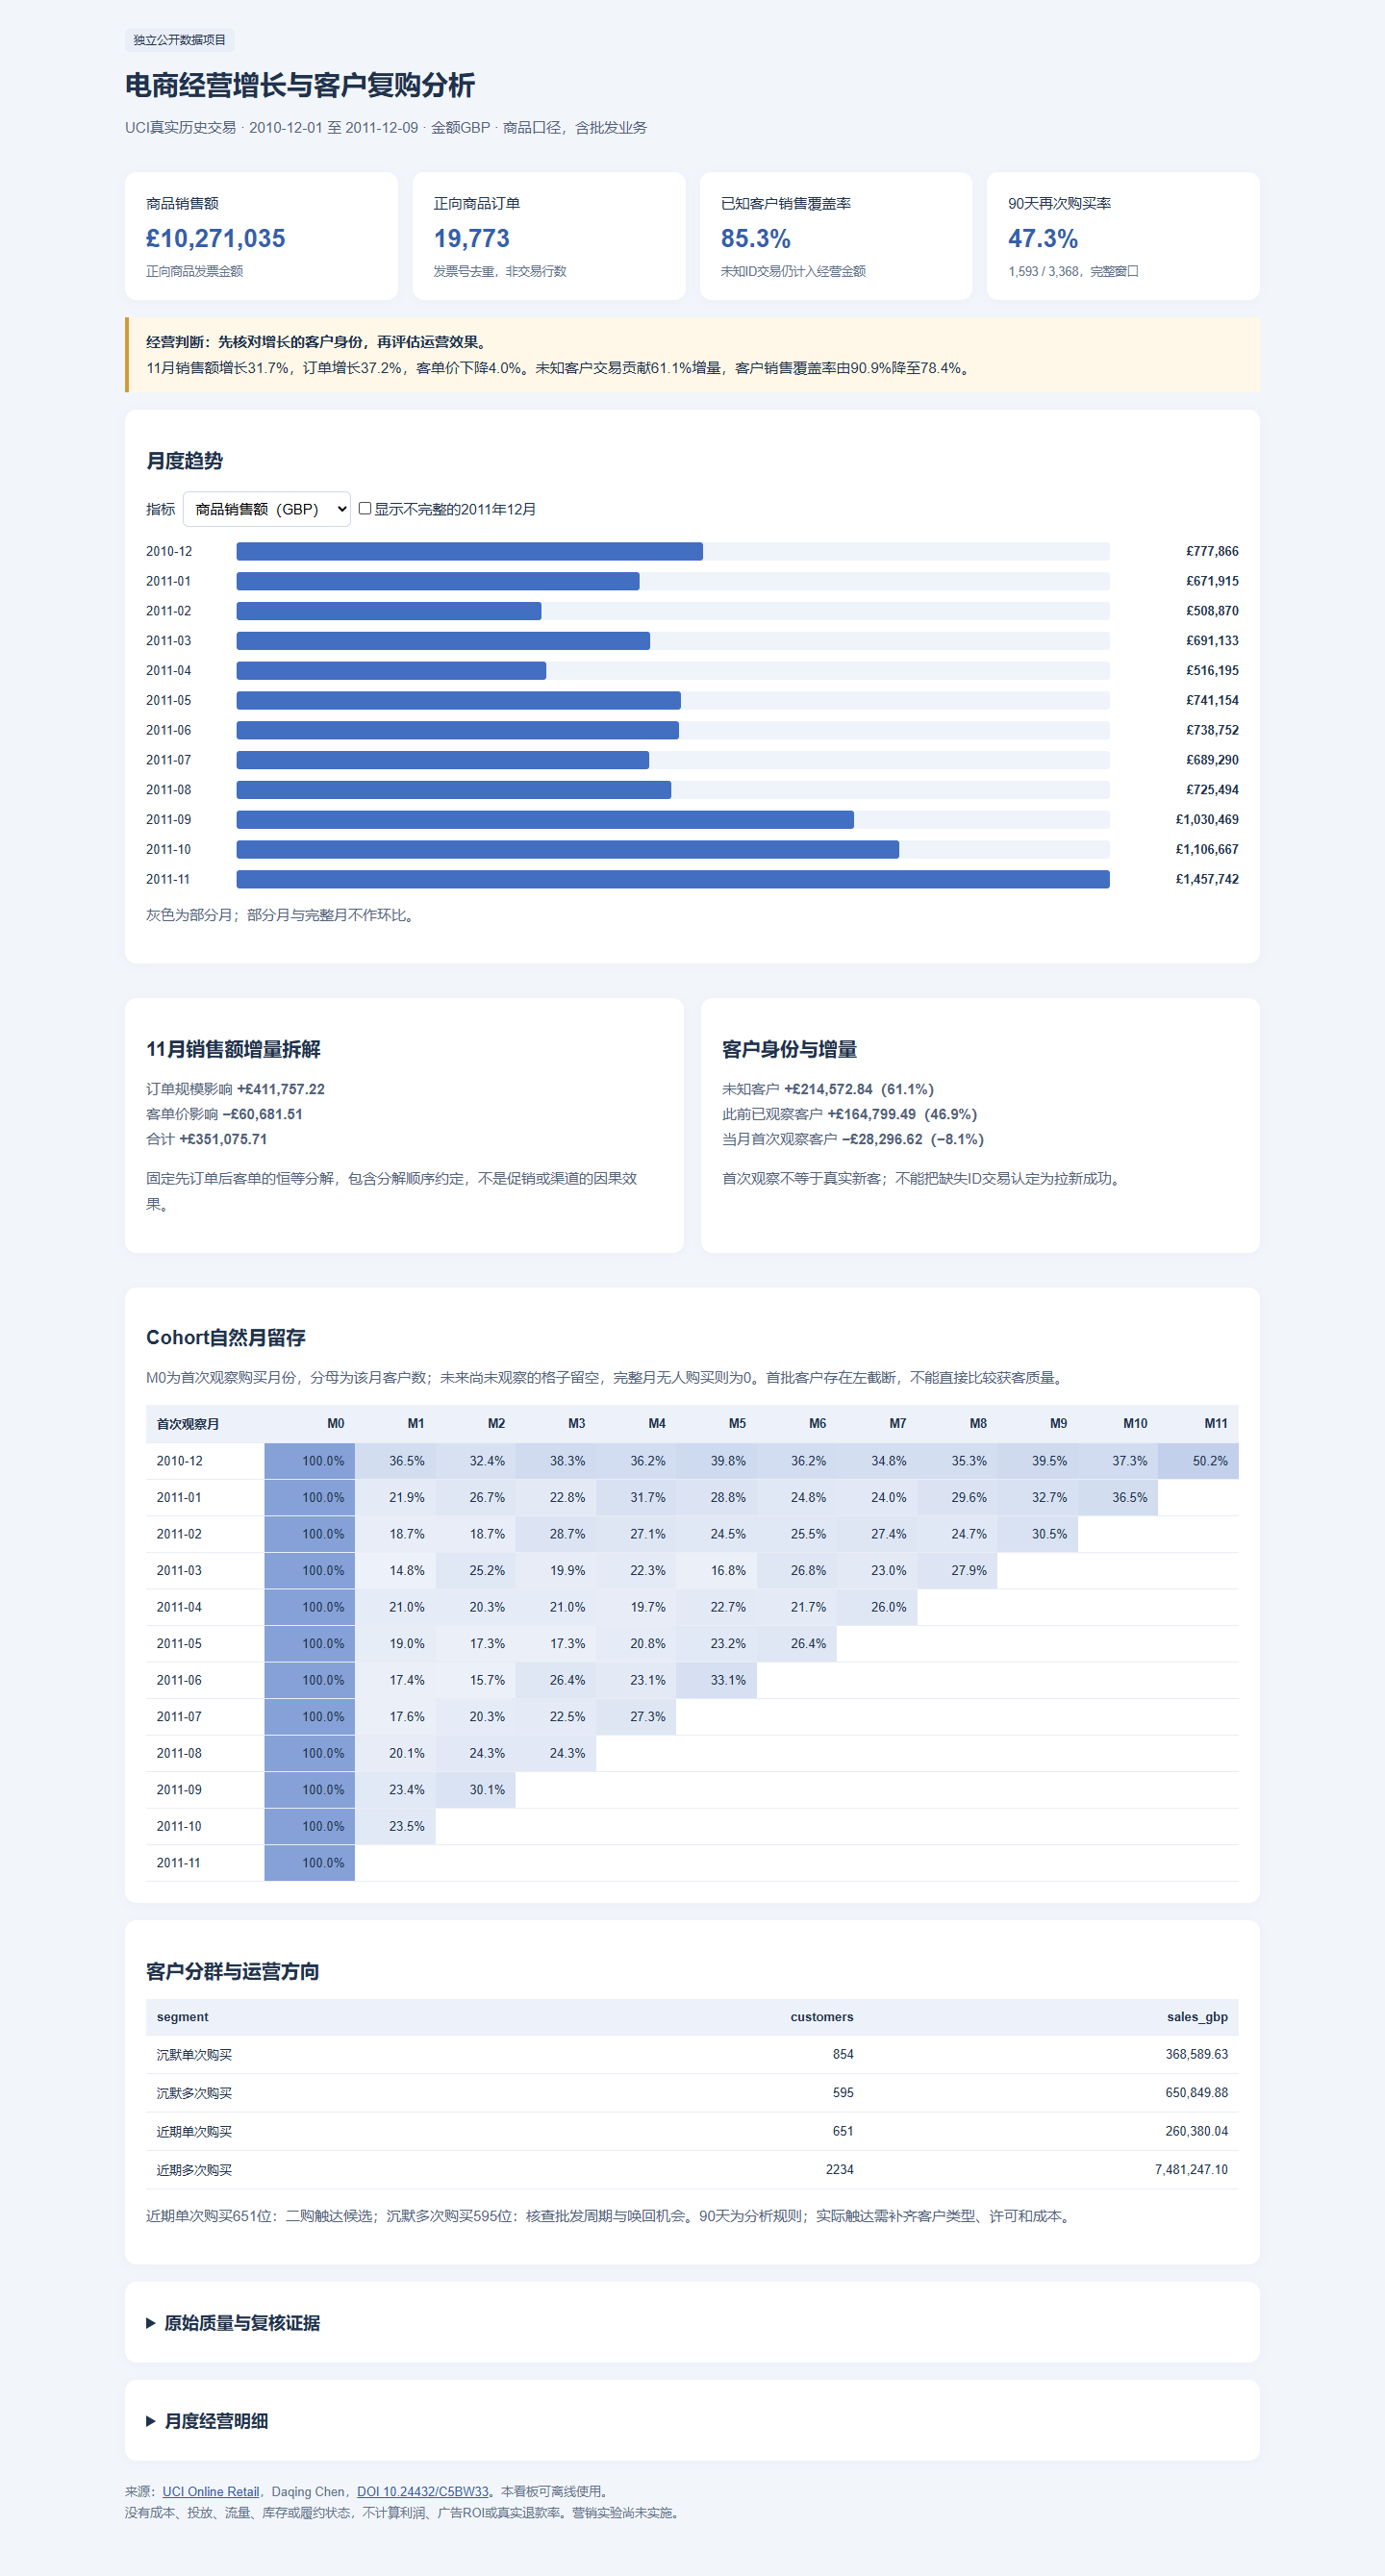 独立公开数据项目
电商经营增长与客户复购分析
UCI真实历史交易 · 2010-12-01 至 2011-12-09 · 金额GBP · 商品口径，含批发业务
商品销售额
£10,271,035
正向商品发票金额
正向商品订单
19,773
发票号去重，非交易行数
已知客户销售覆盖率
85.3%
未知ID交易仍计入经营金额
90天再次购买率
47.3%
1,593 / 3,368，完整窗口
经营判断：先核对增长的客户身份，再评估运营效果。
11月销售额增长31.7%，订单增长37.2%，客单价下降4.0%。未知客户交易贡献61.1%增量，客户销售覆盖率由90.9%降至78.4%。
月度趋势
指标 商品销售额（GBP） 显示不完整的2011年12月
2010-12 £777,866
2011-01 £671,915
2011-02 £508,870
2011-03 £691,133
2011-04 £516,195
2011-05 £741,154
2011-06 £738,752
2011-07 £689,290
2011-08 £725,494
2011-09 £1,030,469
2011-10 £1,106,667
2011-11 £1,457,742
灰色为部分月；部分月与完整月不作环比。
11月销售额增量拆解
订单规模影响 +£411,757.22
客单价影响 −£60,681.51
合计 +£351,075.71
固定先订单后客单的恒等分解，包含分解顺序约定，不是促销或渠道的因果效
果。
客户身份与增量
未知客户 +£214,572.84（61.1%）
此前已观察客户 +£164,799.49（46.9%）
当月首次观察客户 −£28,296.62（−8.1%）
首次观察不等于真实新客；不能把缺失ID交易认定为拉新成功。
Cohort自然月留存
M0为首次观察购买月份，分母为该月客户数；未来尚未观察的格子留空，完整月无人购买则为0。首批客户存在左截断，不能直接比较获客质量。
首次观察月 M0 M1 M2 M3 M4 M5 M6 M7 M8 M9 M10 M11
2010-12 100.0% 36.5% 32.4% 38.3% 36.2% 39.8% 36.2% 34.8% 35.3% 39.5% 37.3% 50.2%
2011-01 100.0% 21.9% 26.7% 22.8% 31.7% 28.8% 24.8% 24.0% 29.6% 32.7% 36.5%
2011-02 100.0% 18.7% 18.7% 28.7% 27.1% 24.5% 25.5% 27.4% 24.7% 30.5%
2011-03 100.0% 14.8% 25.2% 19.9% 22.3% 16.8% 26.8% 23.0% 27.9%
2011-04 100.0% 21.0% 20.3% 21.0% 19.7% 22.7% 21.7% 26.0%
2011-05 100.0% 19.0% 17.3% 17.3% 20.8% 23.2% 26.4%
2011-06 100.0% 17.4% 15.7% 26.4% 23.1% 33.1%
2011-07 100.0% 17.6% 20.3% 22.5% 27.3%
2011-08 100.0% 20.1% 24.3% 24.3%
2011-09 100.0% 23.4% 30.1%
2011-10 100.0% 23.5%
2011-11 100.0%
客户分群与运营方向
segment customers sales_gbp
沉默单次购买 854 368,589.63
沉默多次购买 595 650,849.88
近期单次购买 651 260,380.04
近期多次购买 2234 7,481,247.10
近期单次购买651位：二购触达候选；沉默多次购买595位：核查批发周期与唤回机会。90天为分析规则；实际触达需补齐客户类型、许可和成本。
原始质量与复核证据
月度经营明细
来源：UCI Online Retail，Daqing Chen，DOI 10.24432/C5BW33。本看板可离线使用。
没有成本、投放、流量、库存或履约状态，不计算利润、广告ROI或真实退款率。营销实验尚未实施。